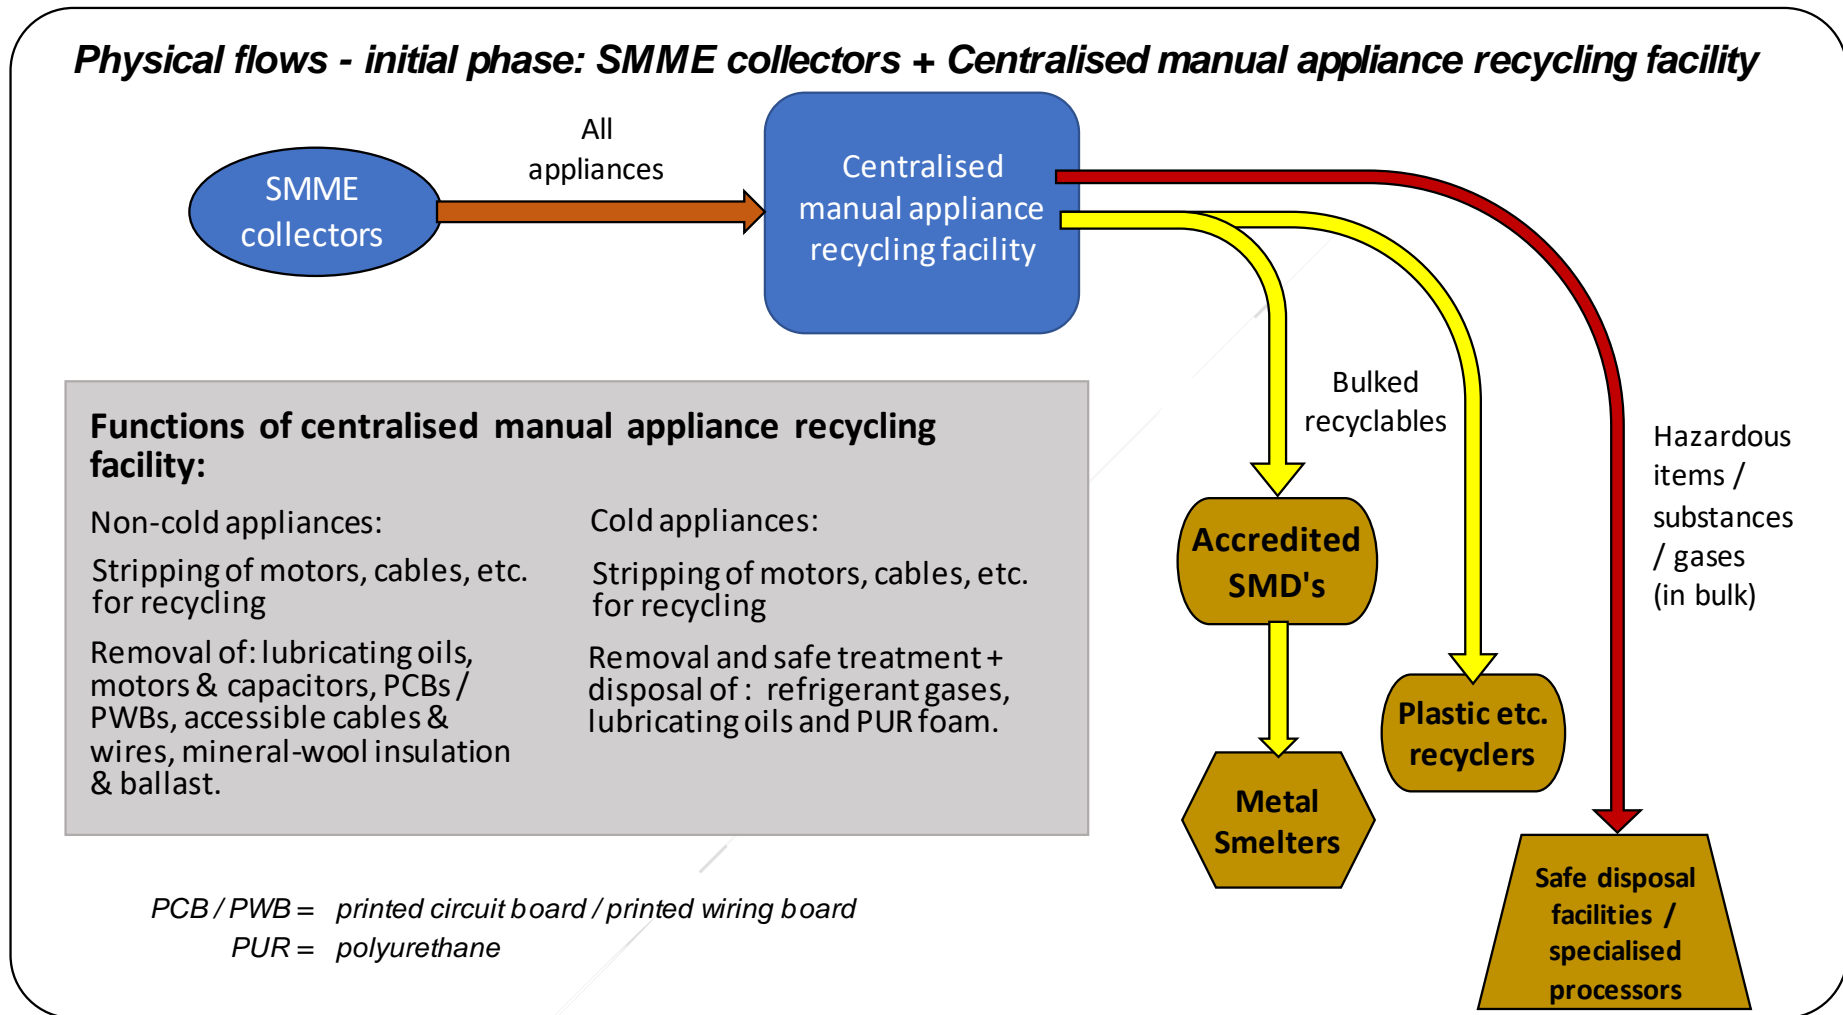 Physical flows - initial phase: SMME collectors + Centralised manual appliance recycling facility
All
appliances
SMME
collectors
Centralised
manual appliance
recycling facility
Bulked
recyclables
Hazardous
items /
substances
/ gases
(in bulk)
Functions of centralised manual appliance recycling
facility:
Non-cold appliances:
Stripping of motors, cables, etc.
for recycling
Removal of: lubricating oils,
motors & capacitors, PCBs /
PWBs, accessible cables &
wires, mineral-wool insulation
& ballast.
Cold appliances:
Stripping of motors, cables, etc.
for recycling
Removal and safe treatment +
disposal of : refrigerant gases,
lubricating oils and PUR foam.
Accredited
SMD's
Plastic etc.
recyclers
Metal
Smelters
Safe disposal
facilities /
specialised
processors
PCB / PWB = printed circuit board / printed wiring board
PUR = polyurethane